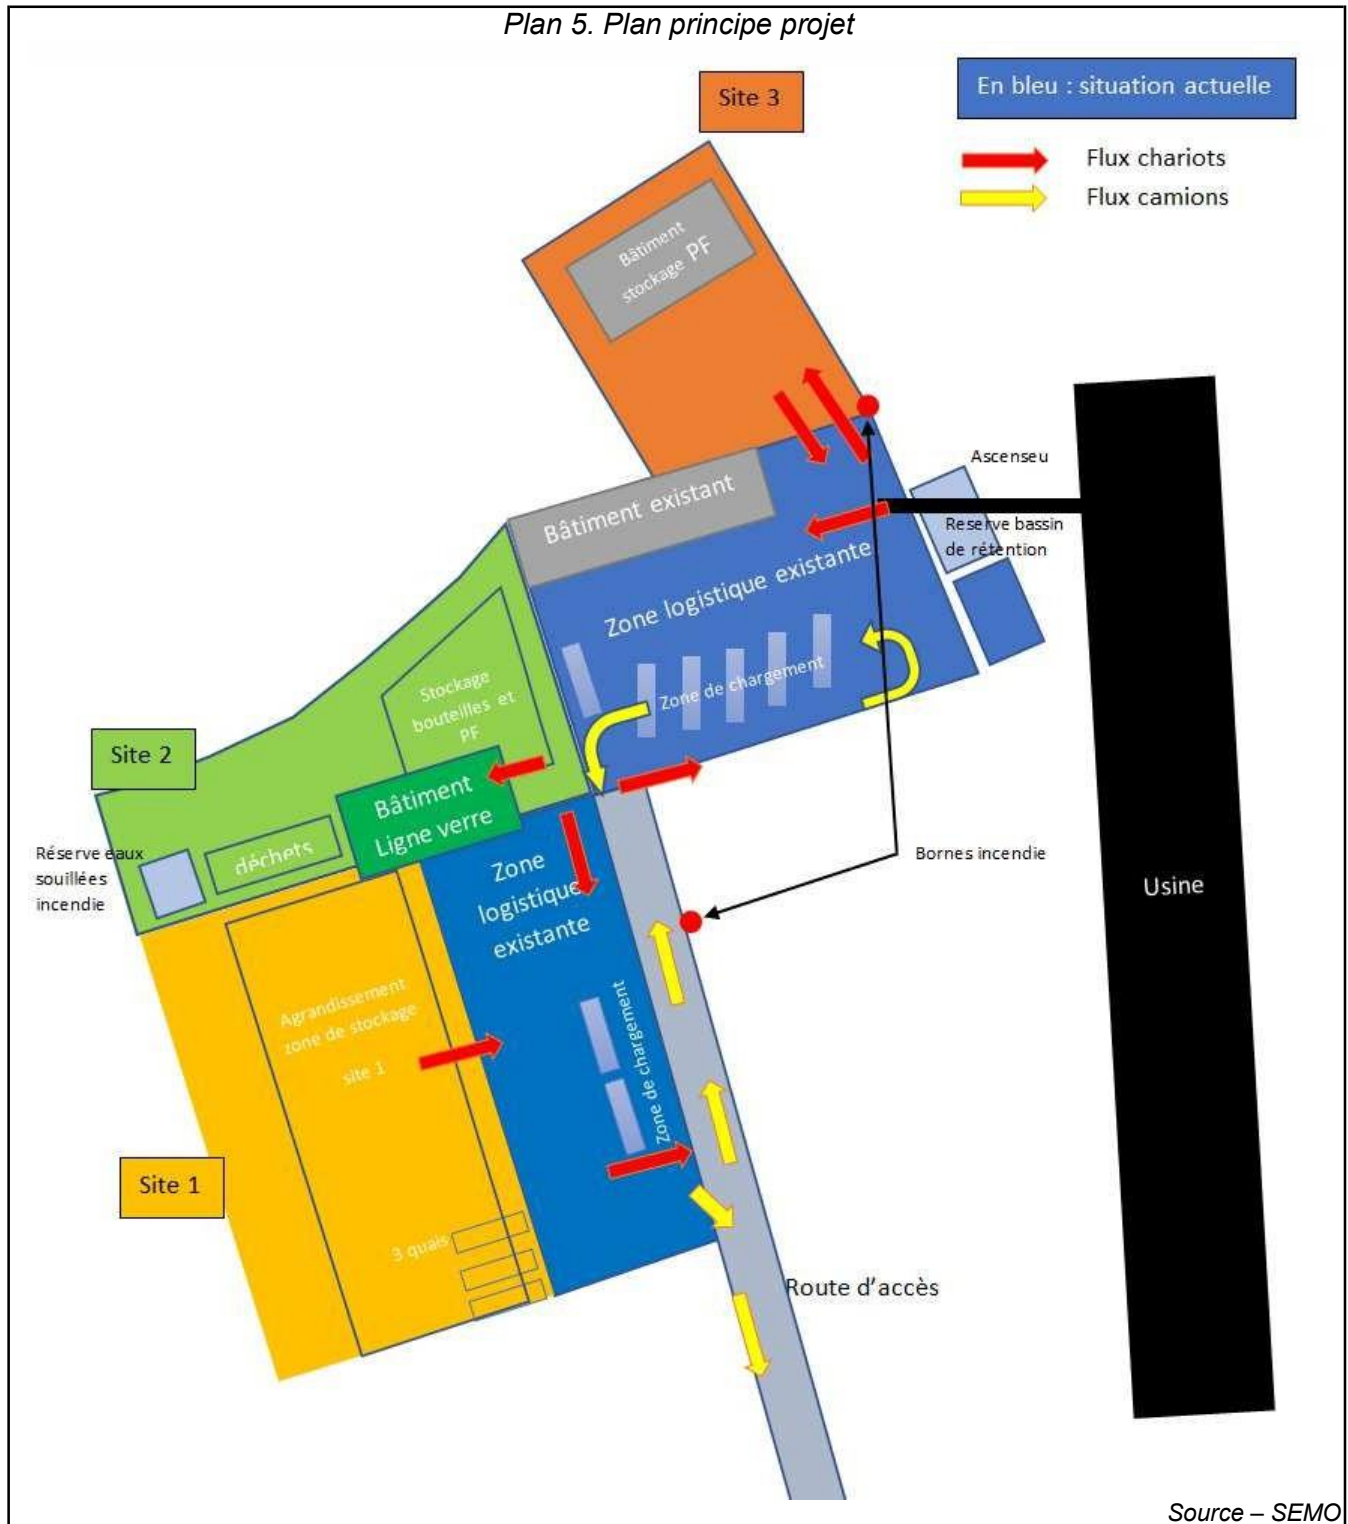 Plan 5. Plan principe projet
Site 3
En bleu : situation actuelle
Flux chariots
Flux camions
Bâtiment
stockage PF
Ascenseu
Bâtiment existant
Reserve bassin
de rétention
Zone logistique existante
Zone de chargement
Stockage
bouteilles et
PF
Site 2
Bâtiment
Ligne verre
déchets
Réserve eaux
souillées
incendie
Zone
logistique
existante
Bornes incendie
Usine
Agrandissement
zone de stockage
site 1
Zone de chargement
Site 1
3 quais
Route d'accès
Source – SEMO